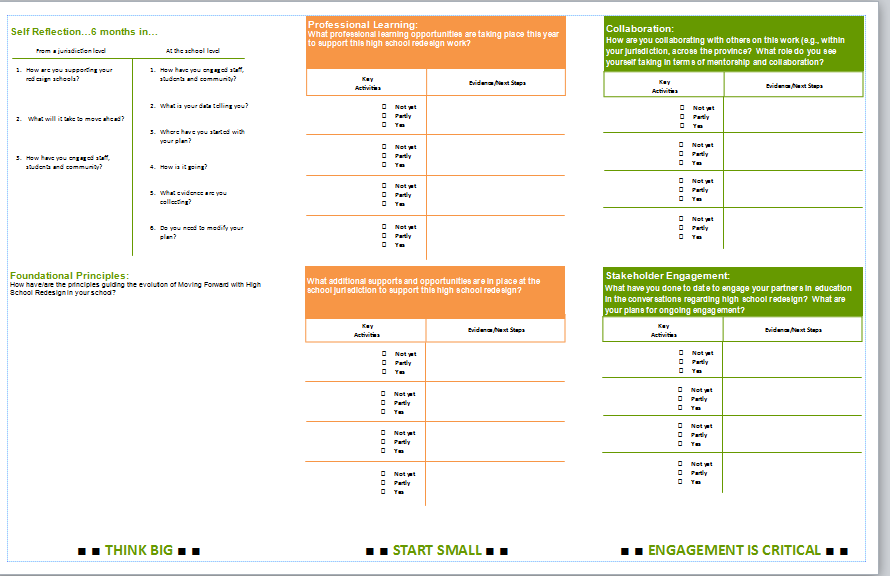 Self Reflection...6 months in...
From a jurisdiction level
At the school level
1. How are you supporting your
redesign schools?
2. What will it take to move ahead?
3. How have you engaged staff,
students and community?
1. How have you engaged staff,
students and community?
2. What is your data telling you?
3. Where have you started with
your plan?
4. How is it going?
5. What evidence are you
collecting?
6. Do you need to modify your
plan?
Foundational Principles:
How have/are the principles guiding the evolution of Moving Forward with High
School Redesign in your school?
■ ■ THINK BIG ■ ■
Professional Learning:
What professional learning opportunities are taking place this year
to support this high school redesign work?
Key
Activities
Evidence/Next Steps
Not yet
Partly
Yes
Not yet
Partly
Yes
Not yet
Partly
Yes
Not yet
Partly
Yes
What additional supports and opportunities are in place at the
school jurisdiction to support this high school redesign?
Key
Activities
Evidence/Next Steps
Not yet
Partly
Yes
Not yet
Partly
Yes
Not yet
Partly
Yes
Not yet
Partly
Yes
■ ■ START SMALL ■ ■
Collaboration:
How are you collaborating with others on this work (e.g., within
your jurisdiction, across the province? What role do you see
yourself taking in terms of mentorship and collaboration?
Key
Activities
Evidence/Next Steps
Not yet
Partly
Yes
Not yet
Partly
Yes
Not yet
Partly
Yes
Not yet
Partly
Yes
Stakeholder Engagement:
What have you done to date to engage your partners in education
in the conversations regarding high school redesign? What are
your plans for ongoing engagement?
Key
Activities
Evidence/Next Steps
Not yet
Partly
Yes
Not yet
Partly
Yes
Not yet
Partly
Yes
Not yet
Partly
Yes
■ ■ ENGAGEMENT IS CRITICAL ■ ■